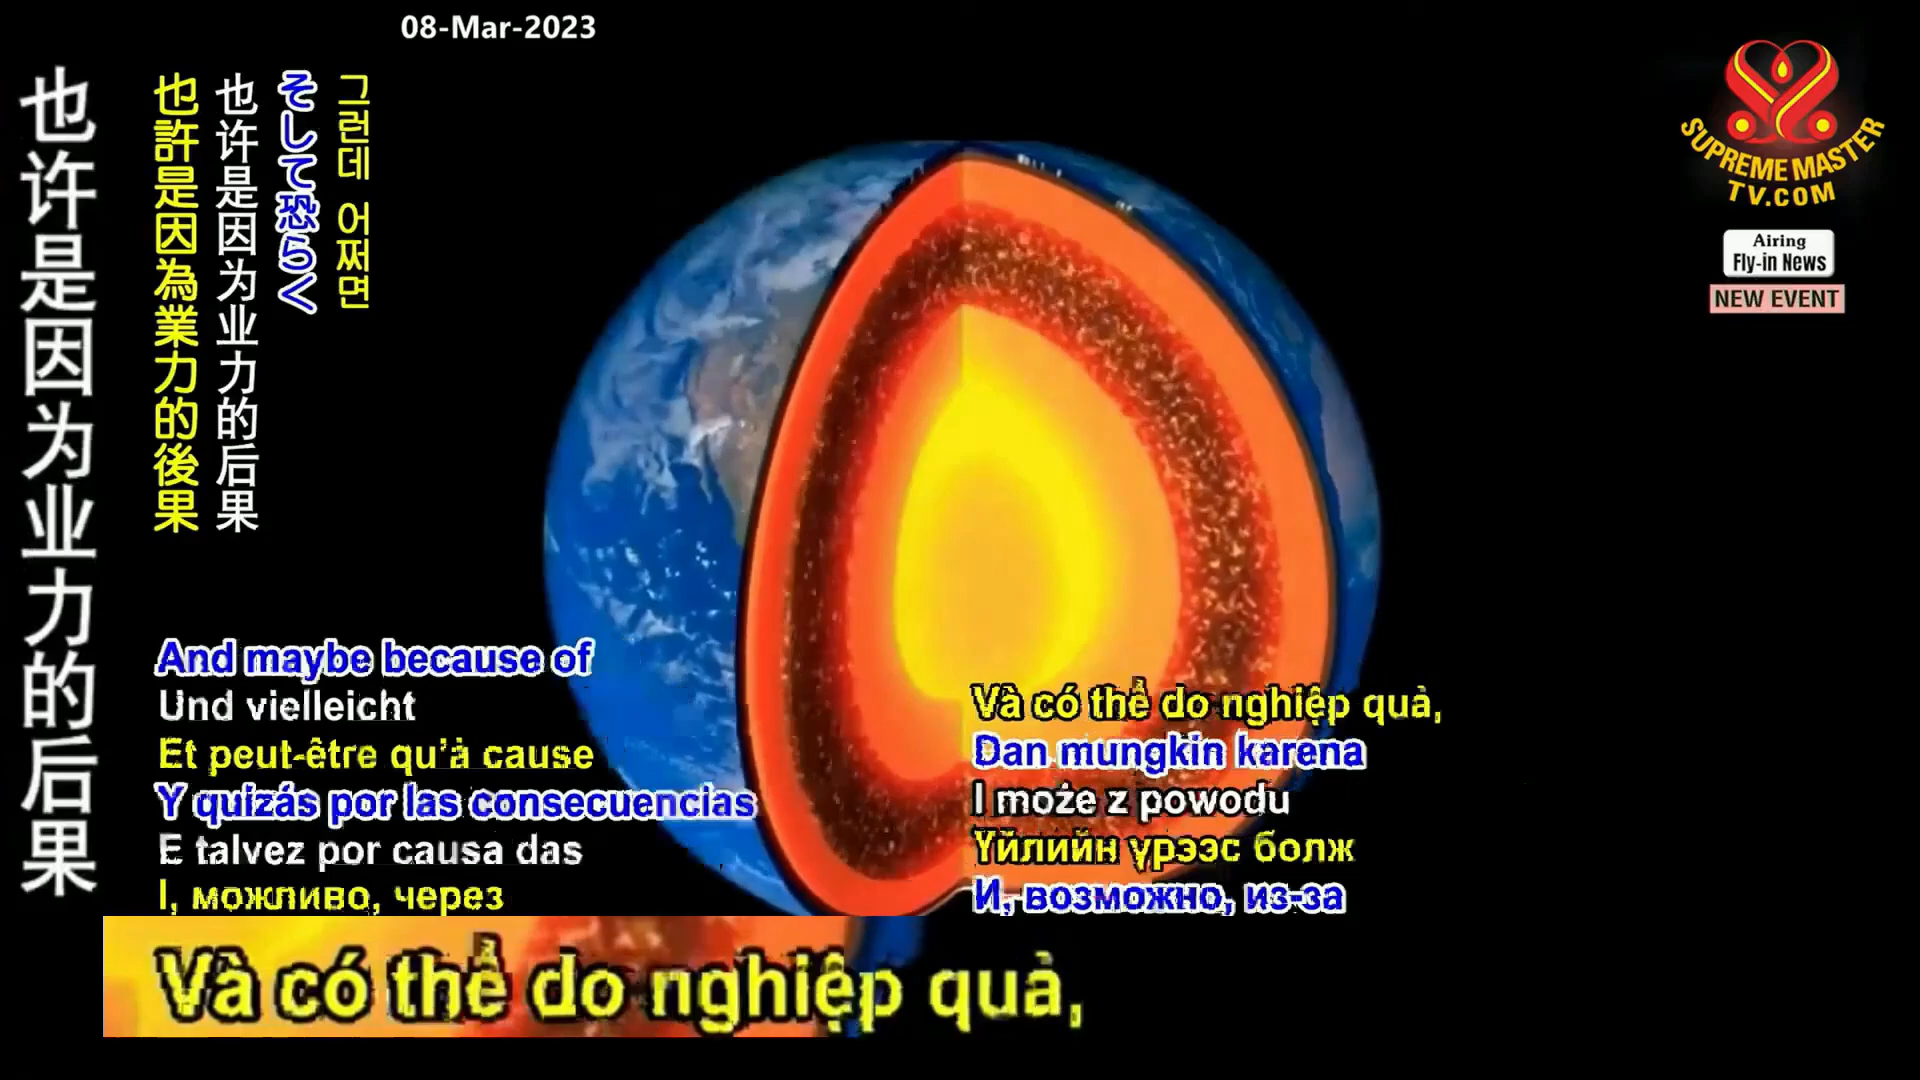 08-Mar-2023
也许是因为业力的后果
也許是因為業力的後果
也许是因为业力的后果
そして恐らく
그런데 어쩌면
SUPREME MASTER
TV.COM
Airing
Fly-in News
NEW EVENT
And maybe because of
Und vielleicht
Et peut-être qu'à cause
Y quizás por las consecuencias
E talvez por causa das
І, можливо, через
Và có thể do nghiệp quả,
Dan mungkin karena
I może z powodu
Үйлийн үрээс болж
И, возможно, из-за
Và có thể do nghiệp quả,